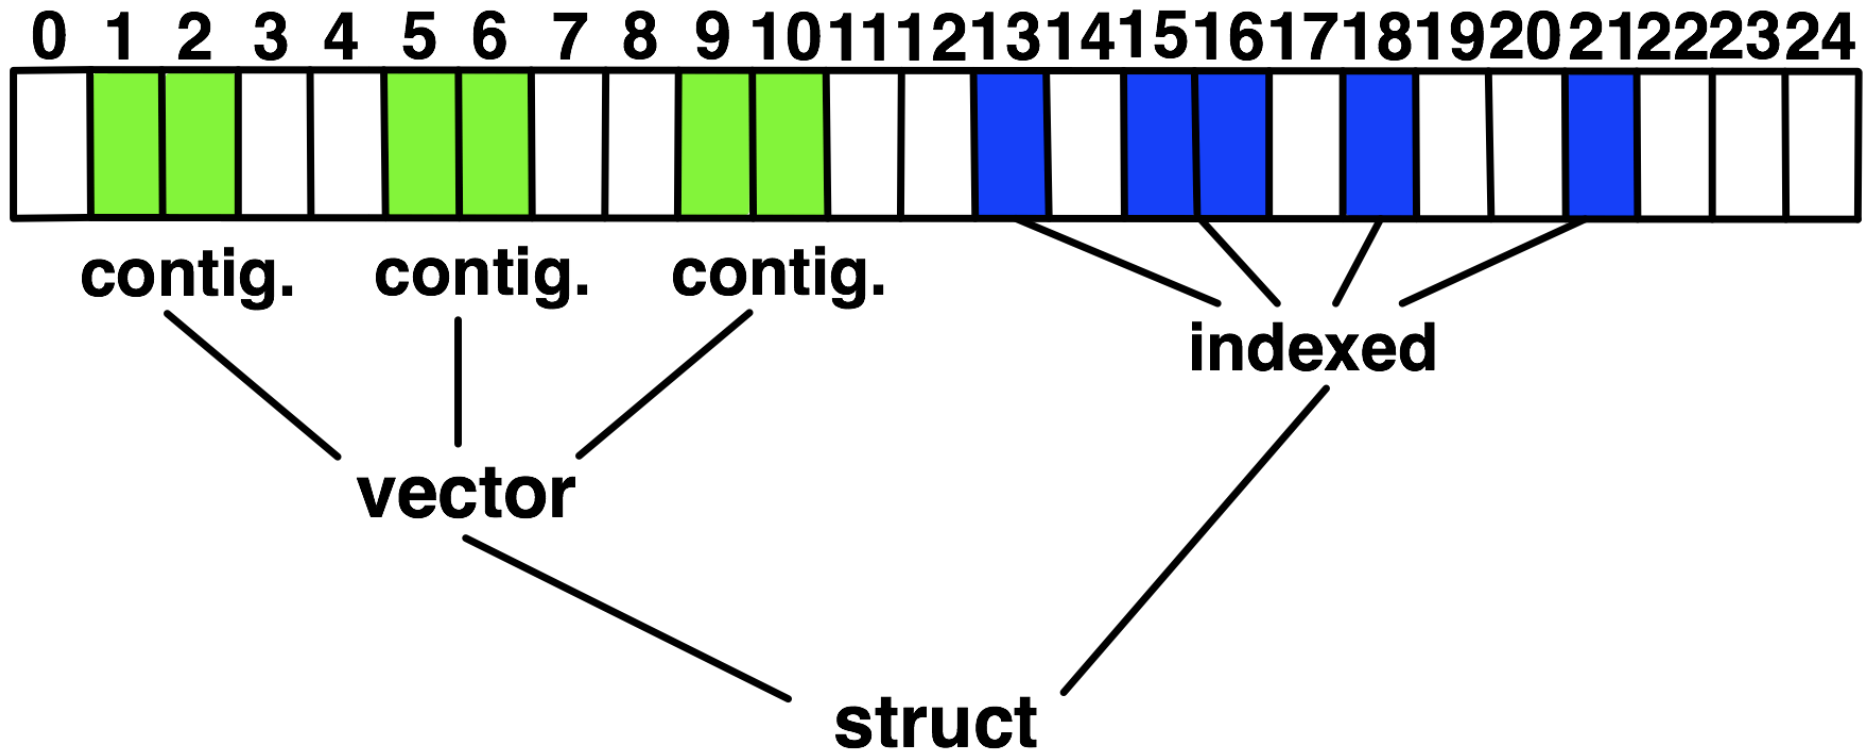 0 1 2 3 4 5 6 7 8 9 10 11 12 13 14 15 16 17 18 19 20 21 22 23 24
contig. contig. contig.
indexed
vector
struct